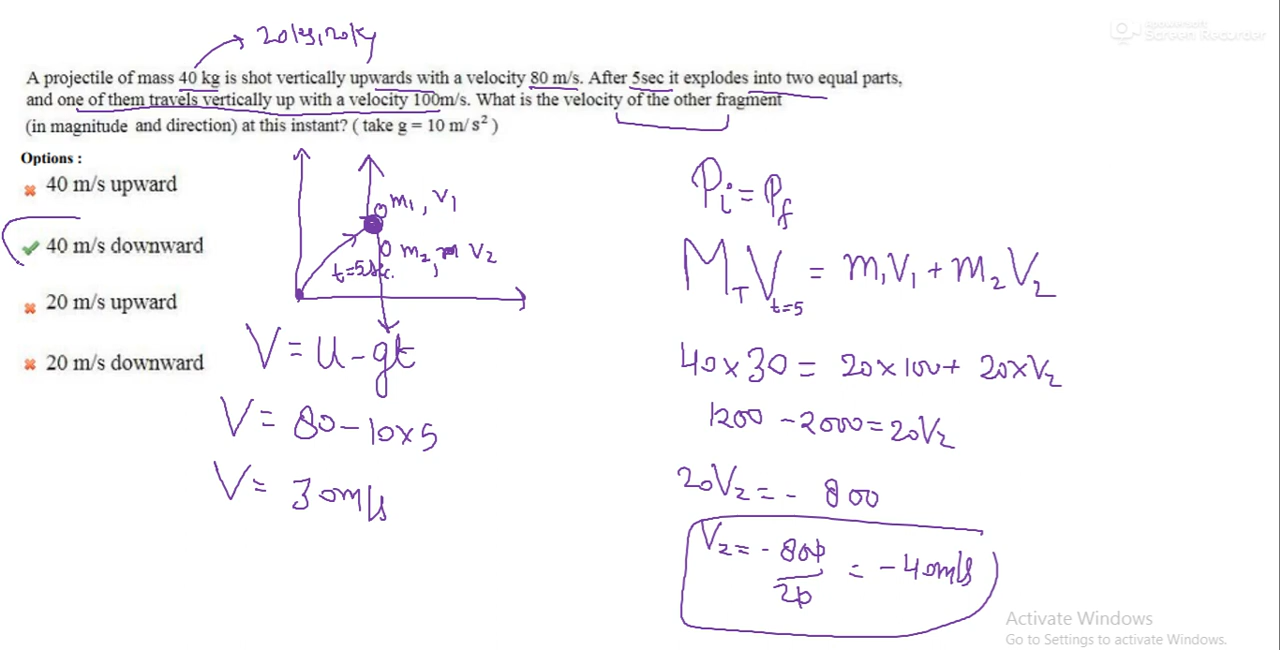 Apowersoft
Screen Recorder
20kg, 20kg
A projectile of mass 40 kg is shot vertically upwards with a velocity 80 m/s. After 5sec it explodes into two equal parts,
and one of them travels vertically up with a velocity 100m/s. What is the velocity of the other fragment
(in magnitude and direction) at this instant? ( take g = 10 m/s² )
Options :
40 m/s upward
40 m/s downward
20 m/s upward
20 m/s downward
m₁, V₁
m₂, V₂
t=5sec.
V = u - gt
V = 80 - 10×5
V = 30m/s
Pi = Pf
M_T V_t=5 = m₁V₁ + m₂V₂
40×30 = 20×100 + 20×V₂
1200 - 2000 = 20V₂
20V₂ = - 800
V₂ = - 800/20 = - 40m/s
Activate Windows
Go to Settings to activate Windows.